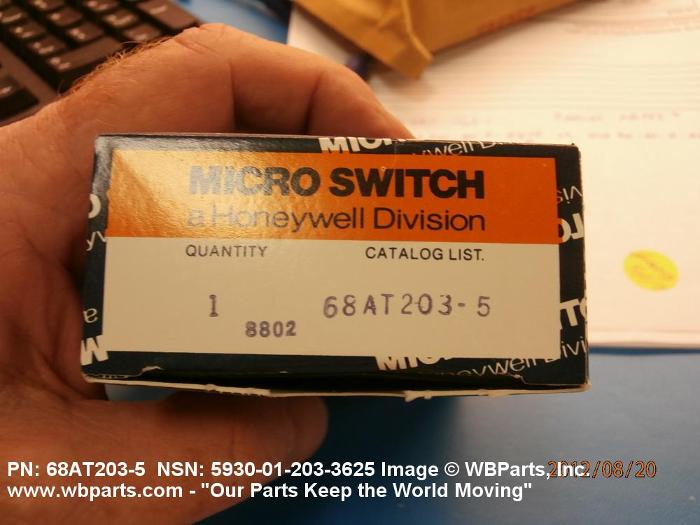 MICRO SWITCH
a Honeywell Division
QUANTITY CATALOG LIST.
1 68AT203-5
8802
PN: 68AT203-5 NSN: 5930-01-203-3625 Image © WBParts, Inc.
2012/08/20
www.wbparts.com - "Our Parts Keep the World Moving"